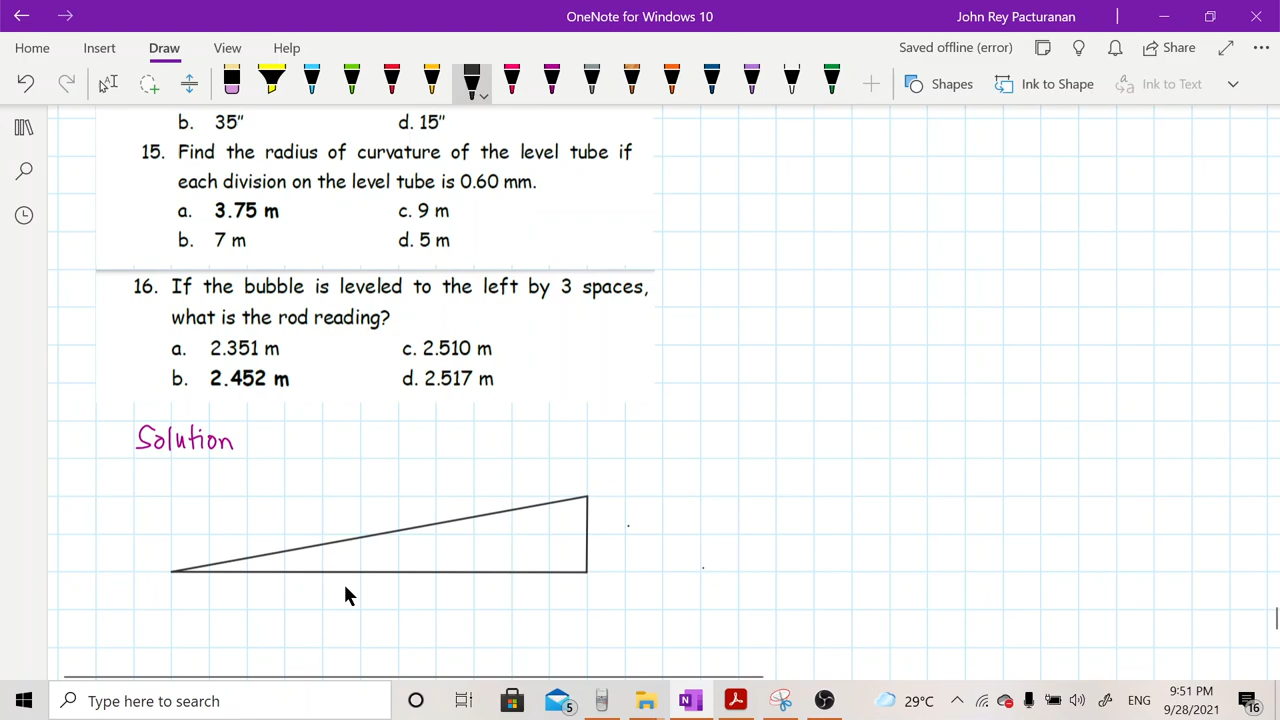 OneNote for Windows 10
John Rey Pacturanan
Home Insert Draw View Help
Saved offline (error)
Share
Shapes
Ink to Shape
Ink to Text
b. 35" d. 15"
15. Find the radius of curvature of the level tube if
each division on the level tube is 0.60 mm.
a. 3.75 m c. 9 m
b. 7 m d. 5 m
16. If the bubble is leveled to the left by 3 spaces,
what is the rod reading?
a. 2.351 m c. 2.510 m
b. 2.452 m d. 2.517 m
Solution
Type here to search
5
29°C
ENG
9:51 PM
9/28/2021
16